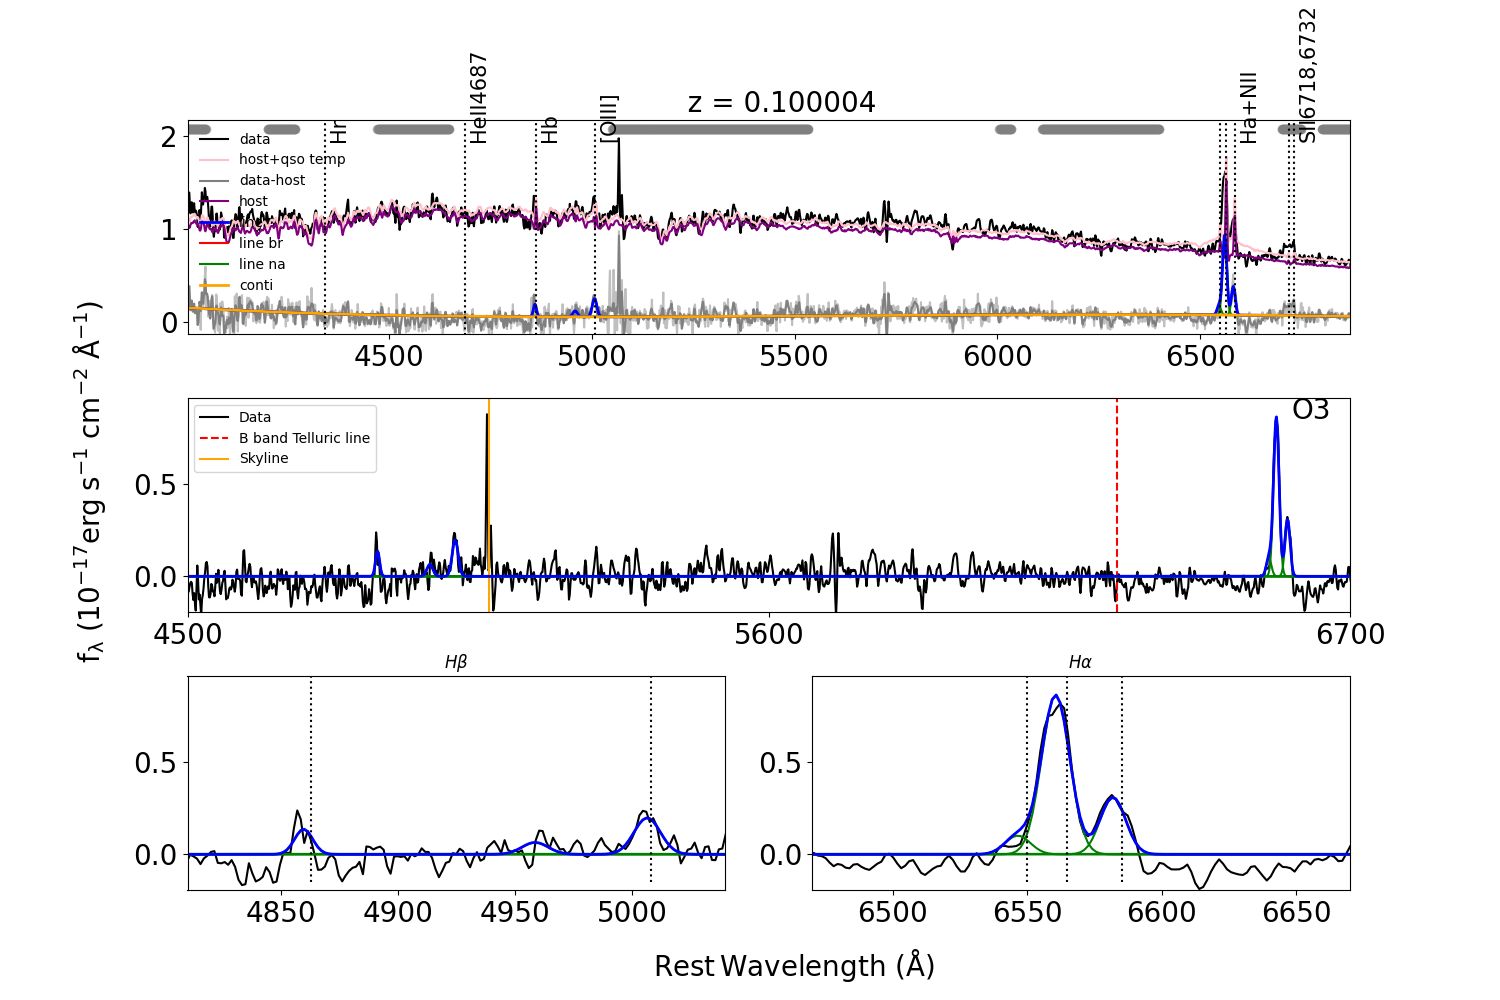 z = 0.100004
Hr
HeII4687
Hb
[OIII]
Ha+NII
SII6718,6732
2
1
0
data
host+qso temp
data-host
host
line br
line na
conti
4500 5000 5500 6000 6500
fλ (10⁻¹⁷erg s⁻¹ cm⁻² Å⁻¹)
O3
Data
B band Telluric line
Skyline
0.5
0.0
4500 5600 6700
Hβ
0.5
0.0
4850 4900 4950 5000
Hα
0.5
0.0
6500 6550 6600 6650
Rest Wavelength (Å)